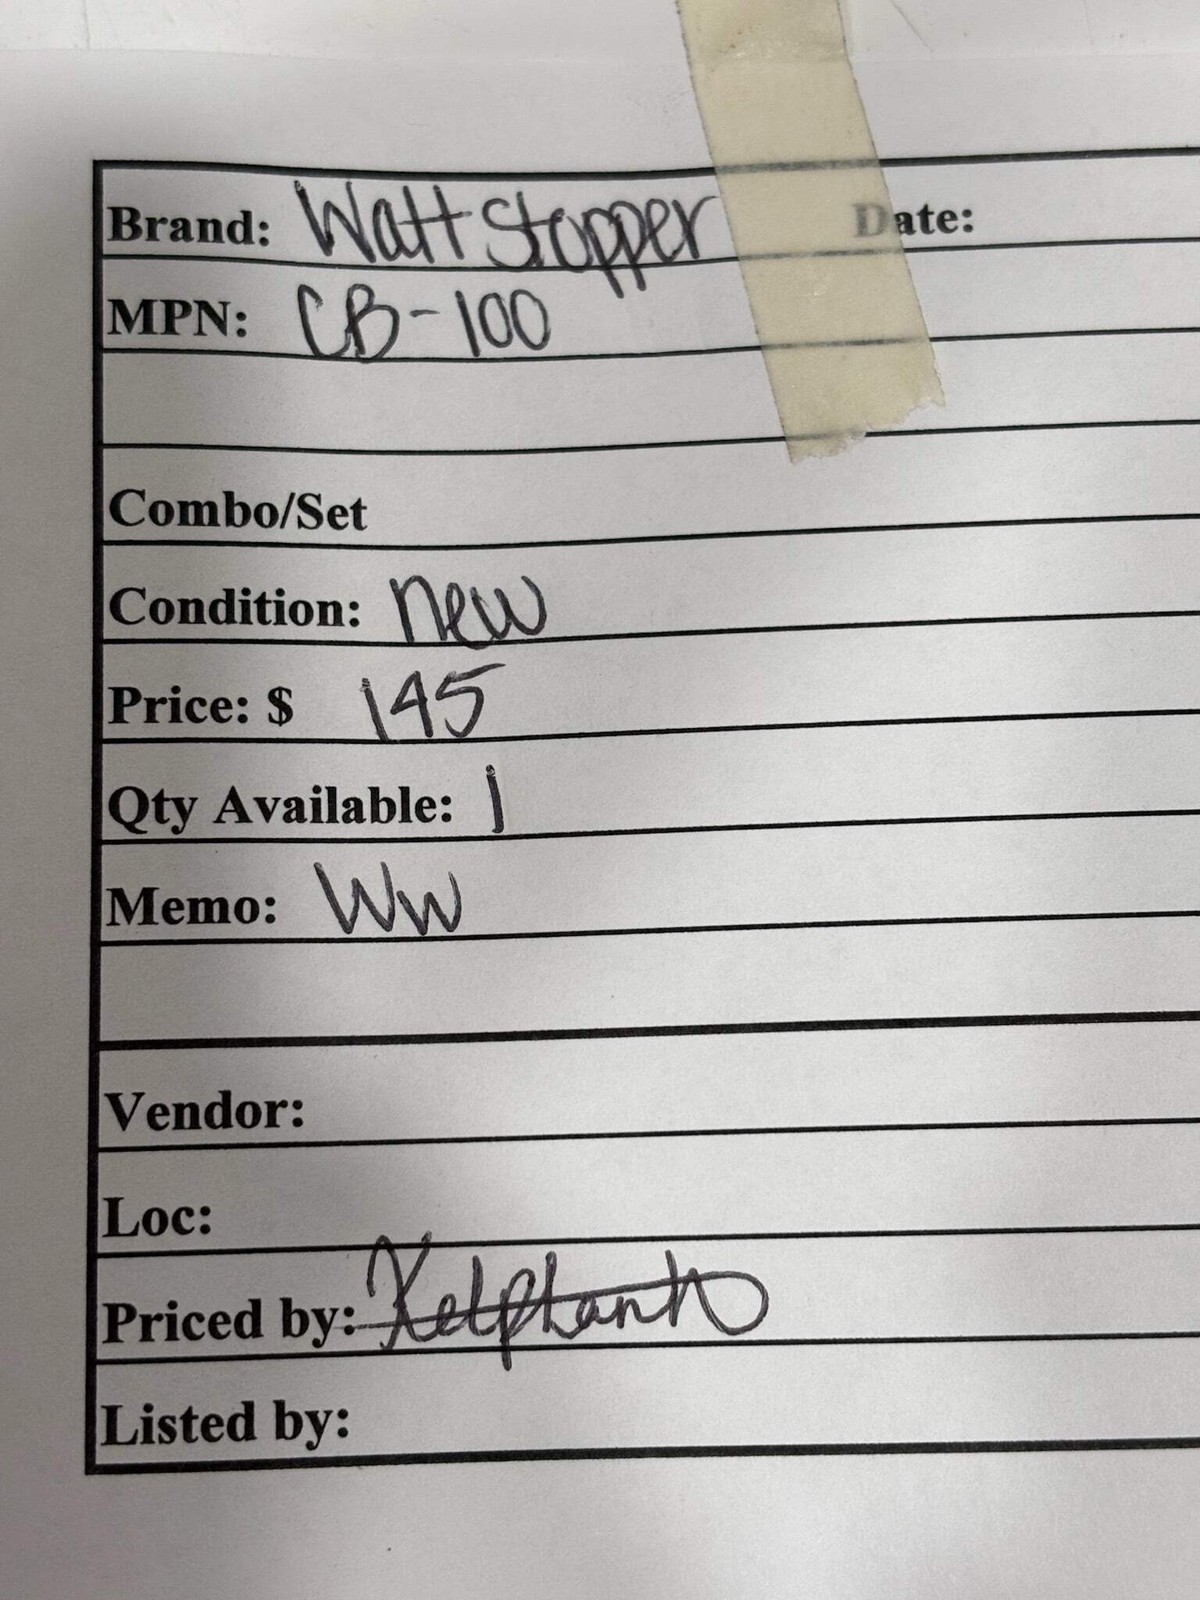 Brand: Watt Stopper Date:
MPN: CB-100
Combo/Set
Condition: new
Price: $ 145
Qty Available: 1
Memo: WW
Vendor:
Loc:
Priced by:
Listed by: